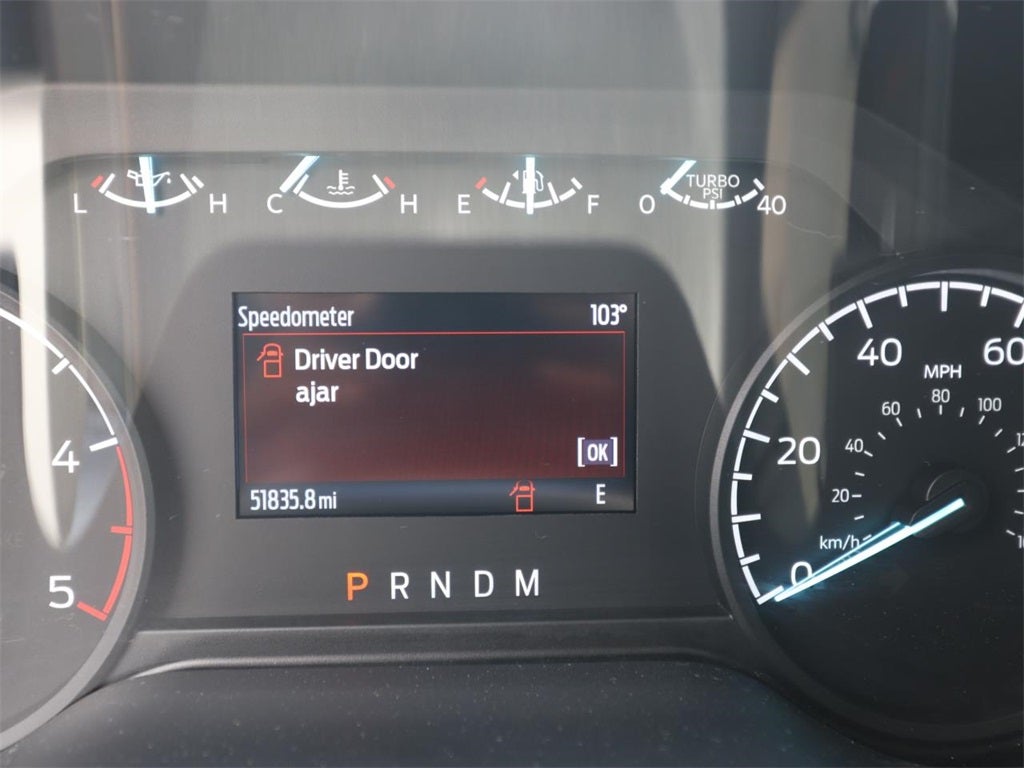 L H C H E F 0 TURBO PSI 40
Speedometer 103°
Driver Door
ajar
[OK]
51835.8 mi E
P R N D M
4
5
0 20 40 60
MPH
20 40 60 80 100
km/h